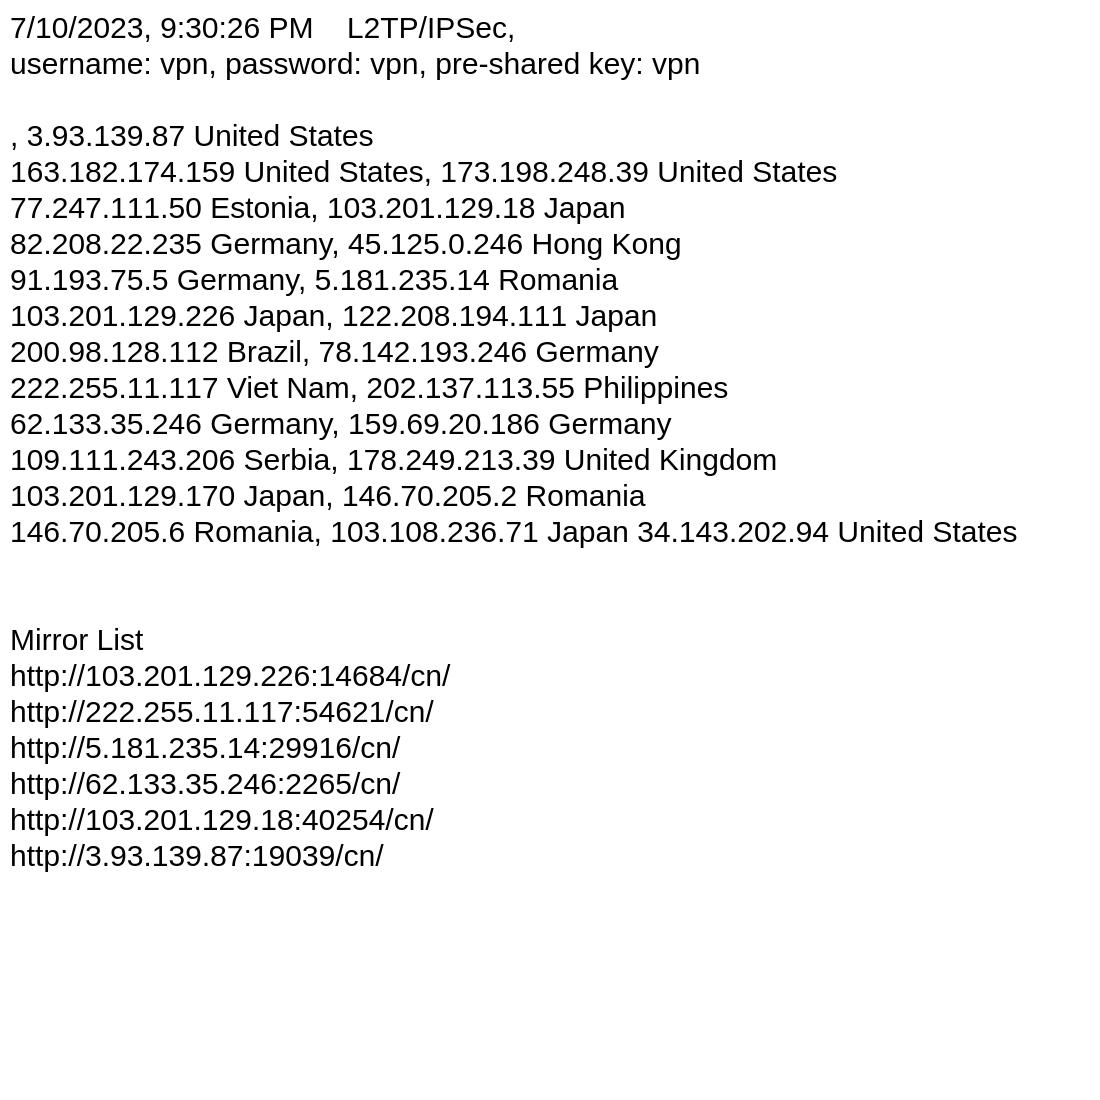 7/10/2023, 9:30:26 PM    L2TP/IPSec,
username: vpn, password: vpn, pre-shared key: vpn
, 3.93.139.87 United States
163.182.174.159 United States, 173.198.248.39 United States
77.247.111.50 Estonia, 103.201.129.18 Japan
82.208.22.235 Germany, 45.125.0.246 Hong Kong
91.193.75.5 Germany, 5.181.235.14 Romania
103.201.129.226 Japan, 122.208.194.111 Japan
200.98.128.112 Brazil, 78.142.193.246 Germany
222.255.11.117 Viet Nam, 202.137.113.55 Philippines
62.133.35.246 Germany, 159.69.20.186 Germany
109.111.243.206 Serbia, 178.249.213.39 United Kingdom
103.201.129.170 Japan, 146.70.205.2 Romania
146.70.205.6 Romania, 103.108.236.71 Japan 34.143.202.94 United States
Mirror List
http://103.201.129.226:14684/cn/
http://222.255.11.117:54621/cn/
http://5.181.235.14:29916/cn/
http://62.133.35.246:2265/cn/
http://103.201.129.18:40254/cn/
http://3.93.139.87:19039/cn/